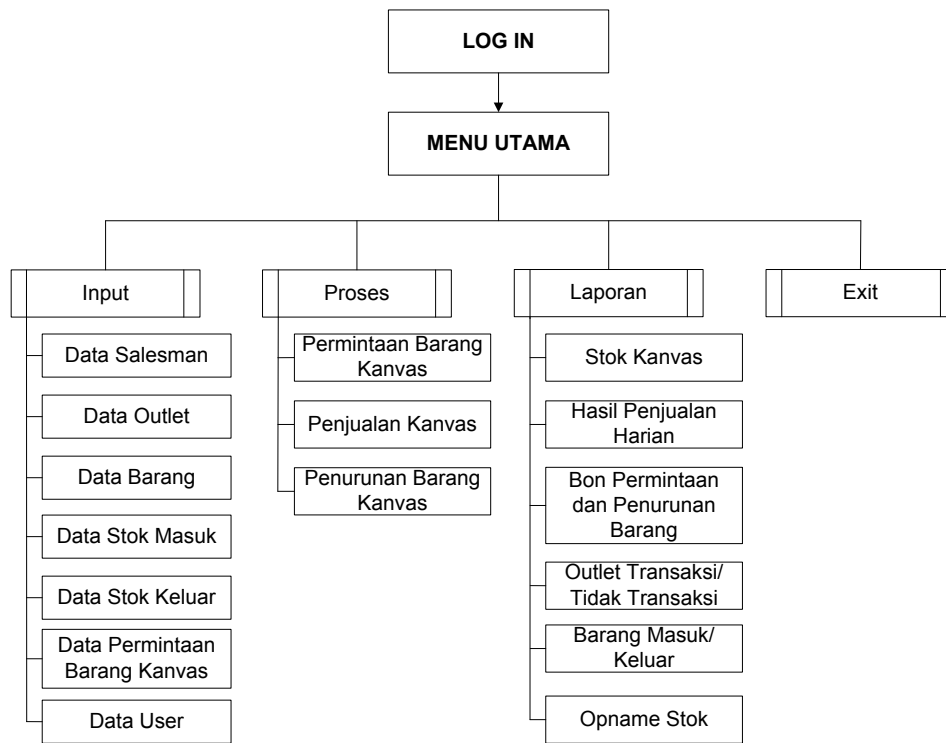 LOG IN
MENU UTAMA
Input
Proses
Laporan
Exit
Data Salesman
Data Outlet
Data Barang
Data Stok Masuk
Data Stok Keluar
Data Permintaan
Barang Kanvas
Data User
Permintaan Barang
Kanvas
Penjualan Kanvas
Penurunan Barang
Kanvas
Stok Kanvas
Hasil Penjualan
Harian
Bon Permintaan
dan Penurunan
Barang
Outlet Transaksi/
Tidak Transaksi
Barang Masuk/
Keluar
Opname Stok